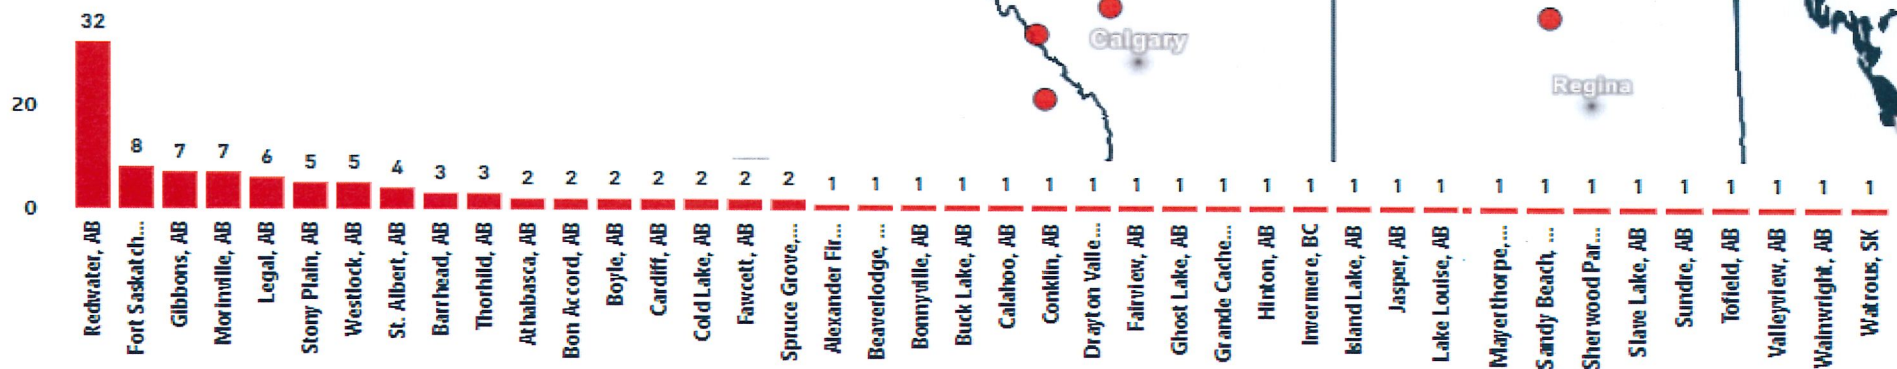 32
Calgary
Regina
20
8 7 7 6 5 5 4 3 3 2 2 2 2 2 2 2 1 1 1 1 1 1 1 1 1 1 1 1 1 1 1 1 1 1 1 1 1 1 1 1
0
Redwater, AB
Fort Saskatch...
Gibbons, AB
Morinville, AB
Legal, AB
Stony Plain, AB
Westlock, AB
St. Albert, AB
Barrhead, AB
Thorhild, AB
Athabasca, AB
Bon Accord, AB
Boyle, AB
Cardiff, AB
Cold Lake, AB
Fawcett, AB
Spruce Grove,...
Alexander Fir...
Beaverlodge, ...
Bonnyville, AB
Buck Lake, AB
Calahoo, AB
Conklin, AB
Drayton Valle...
Fairview, AB
Ghost Lake, AB
Grande Cache...
Hinton, AB
Invermere, BC
Island Lake, AB
Jasper, AB
Lake Louise, AB
Mayerthorpe,...
Sandy Beach, ...
Sherwood Par...
Slave Lake, AB
Sundre, AB
Tofield, AB
Valleyview, AB
Wainwright, AB
Watrous, SK